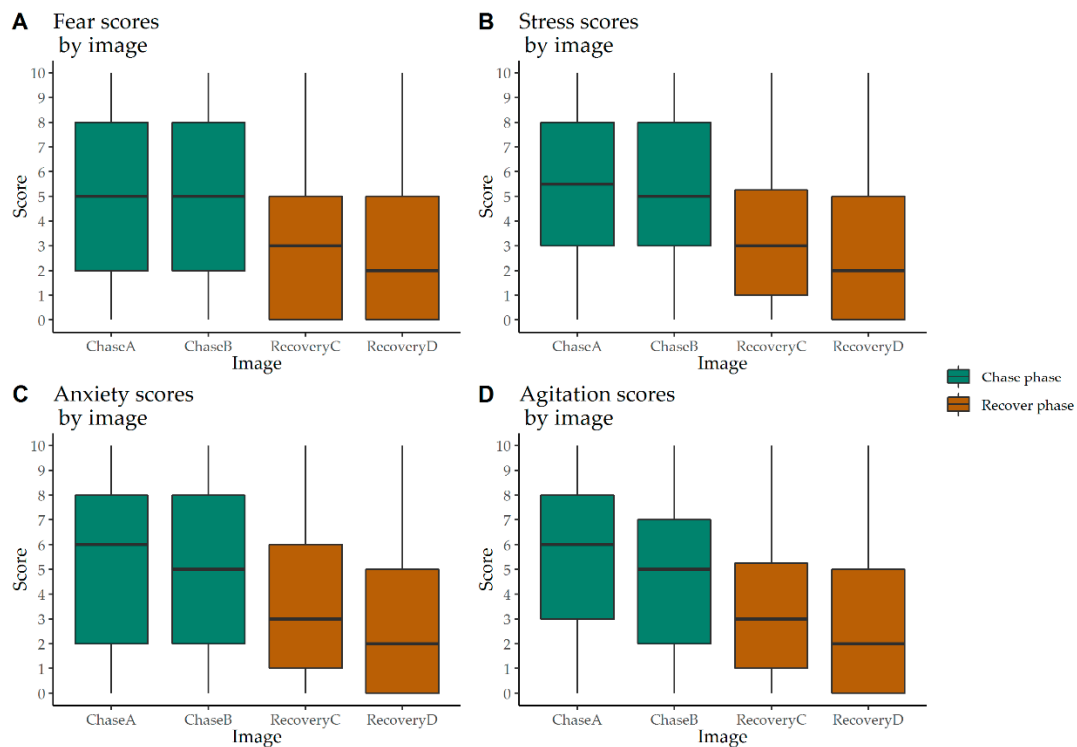 A Fear scores
by image
Score
10
9
8
7
6
5
4
3
2
1
0
ChaseA ChaseB RecoveryC RecoveryD
Image
B Stress scores
by image
Score
10
9
8
7
6
5
4
3
2
1
0
ChaseA ChaseB RecoveryC RecoveryD
Image
Chase phase
Recover phase
C Anxiety scores
by image
Score
10
9
8
7
6
5
4
3
2
1
0
ChaseA ChaseB RecoveryC RecoveryD
Image
D Agitation scores
by image
Score
10
9
8
7
6
5
4
3
2
1
0
ChaseA ChaseB RecoveryC RecoveryD
Image